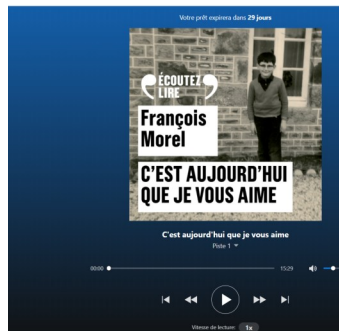 Votre prêt expirera dans 29 jours
ÉCOUTEZ
LIRE
François
Morel
C'EST AUJOURD'HUI
QUE JE VOUS AIME
C'est aujourd'hui que je vous aime
Piste 1
00:00
15:29
Vitesse de lecture: 1x